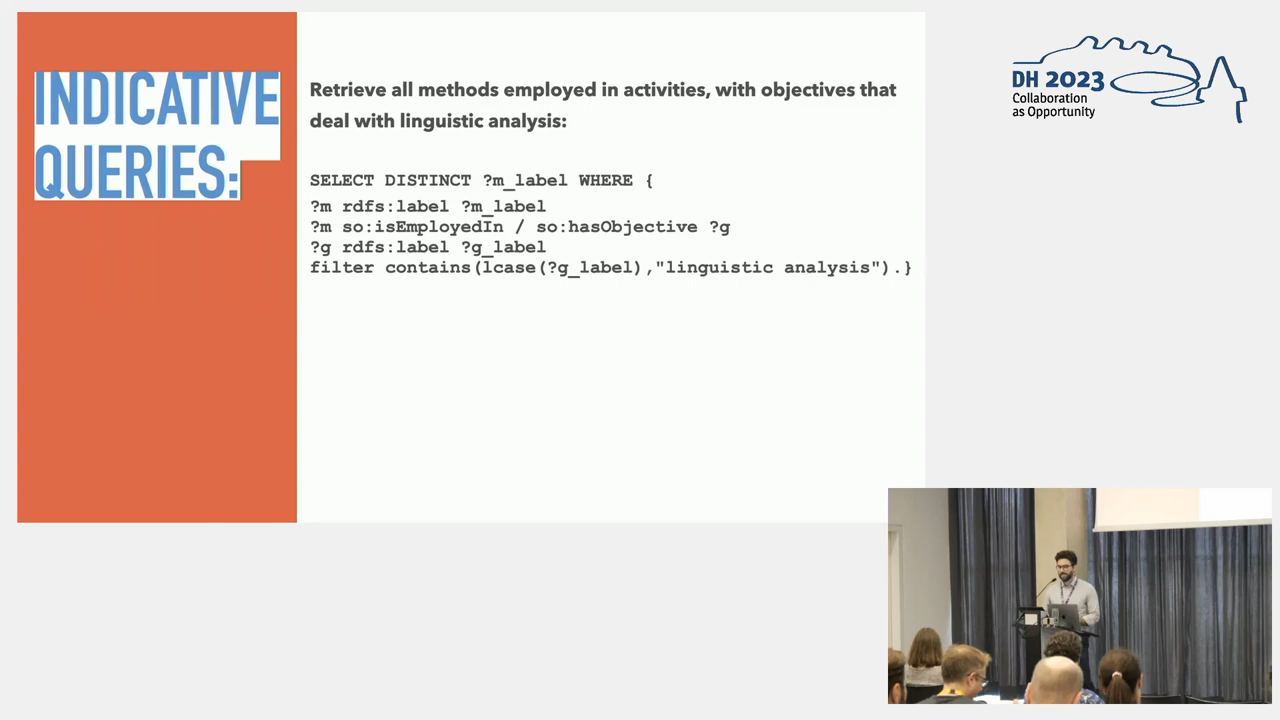 INDICATIVE
QUERIES:
Retrieve all methods employed in activities, with objectives that
deal with linguistic analysis:
SELECT DISTINCT ?m_label WHERE {
?m rdfs:label ?m_label
?m so:isEmployedIn / so:hasObjective ?g
?g rdfs:label ?g_label
filter contains(lcase(?g_label),"linguistic analysis").}
DH 2023
Collaboration
as Opportunity